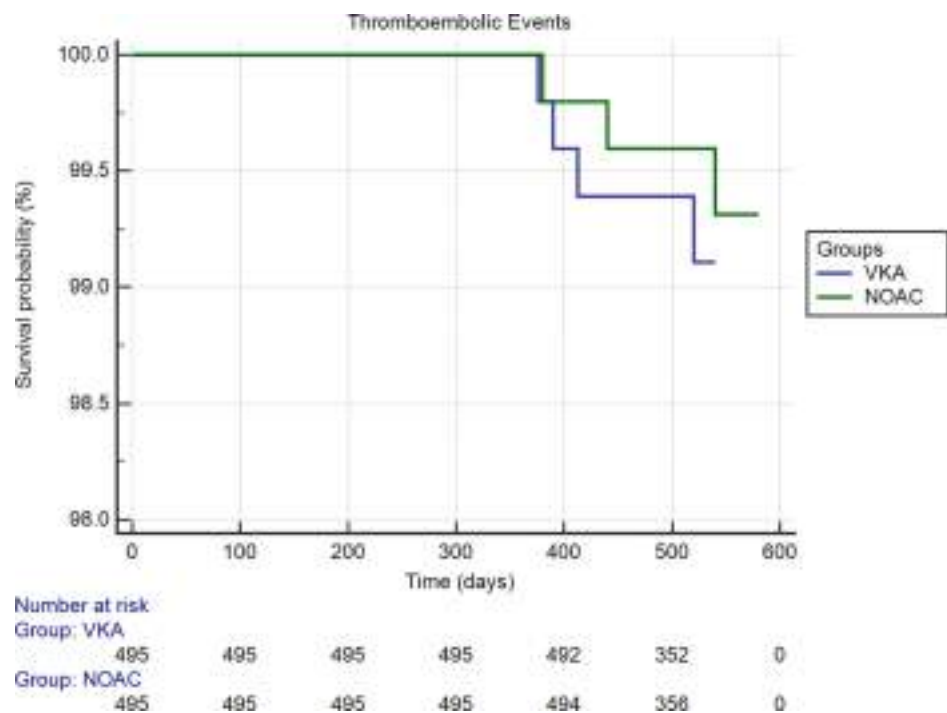 Thromboembolic Events
100.0
99.5
99.0
98.5
98.0
Survival probability (%)
0 100 200 300 400 500 600
Time (days)
Groups
VKA
NOAC
Number at risk
Group: VKA
495 495 495 495 492 352 0
Group: NOAC
495 495 495 495 494 356 0